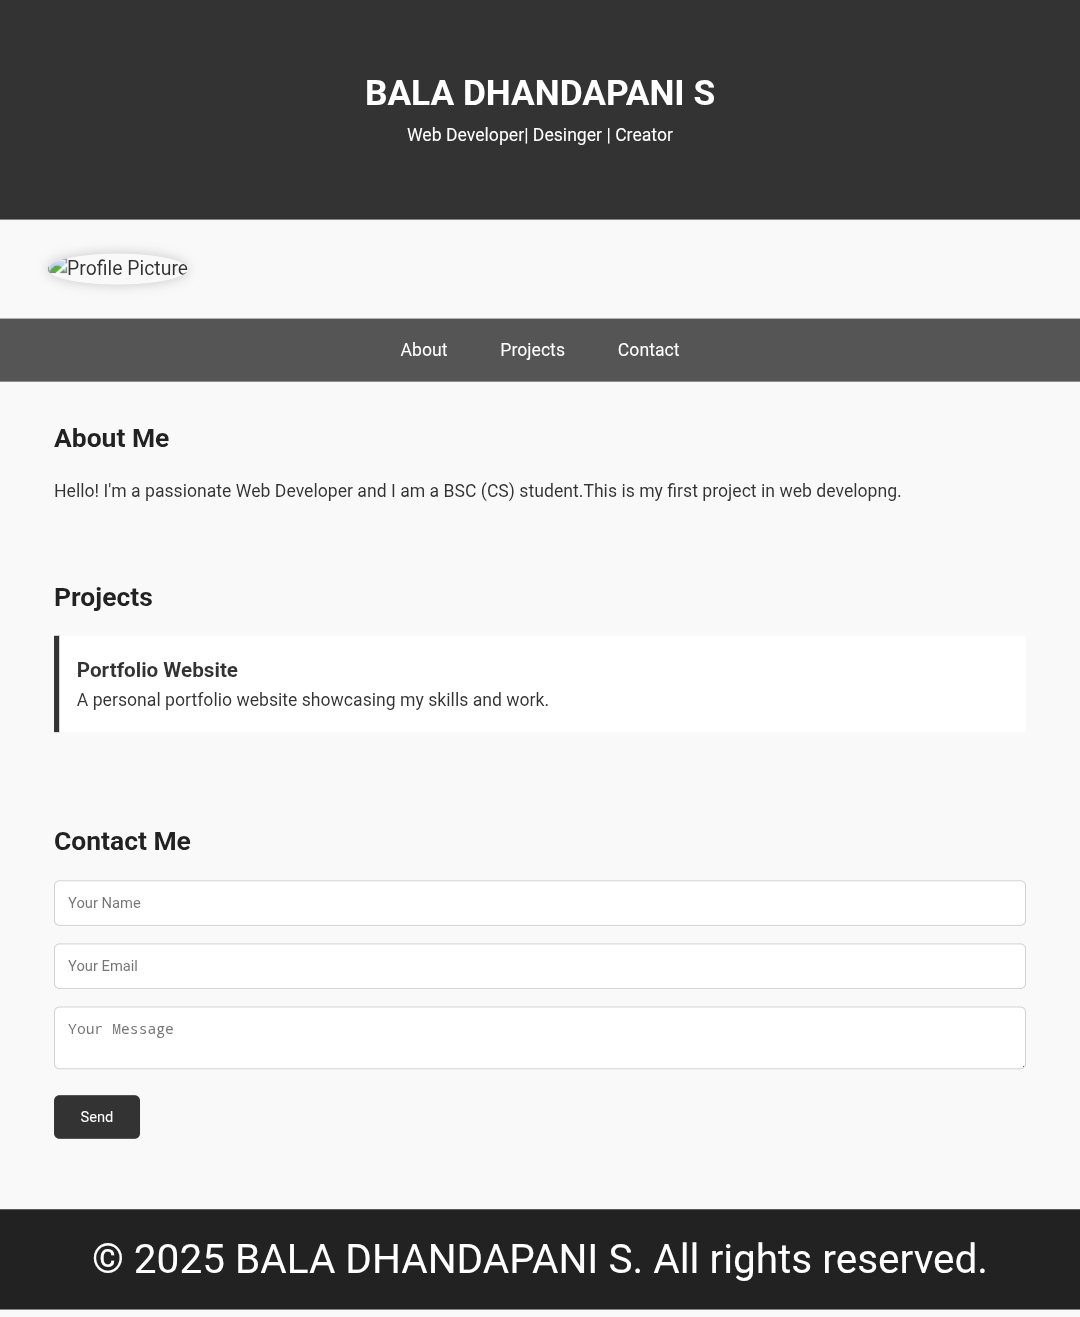 BALA DHANDAPANI S
Web Developer| Desinger | Creator
Profile Picture
About Projects Contact
About Me
Hello! I'm a passionate Web Developer and I am a BSC (CS) student.This is my first project in web developng.
Projects
Portfolio Website
A personal portfolio website showcasing my skills and work.
Contact Me
Your Name
Your Email
Your Message
Send
© 2025 BALA DHANDAPANI S. All rights reserved.